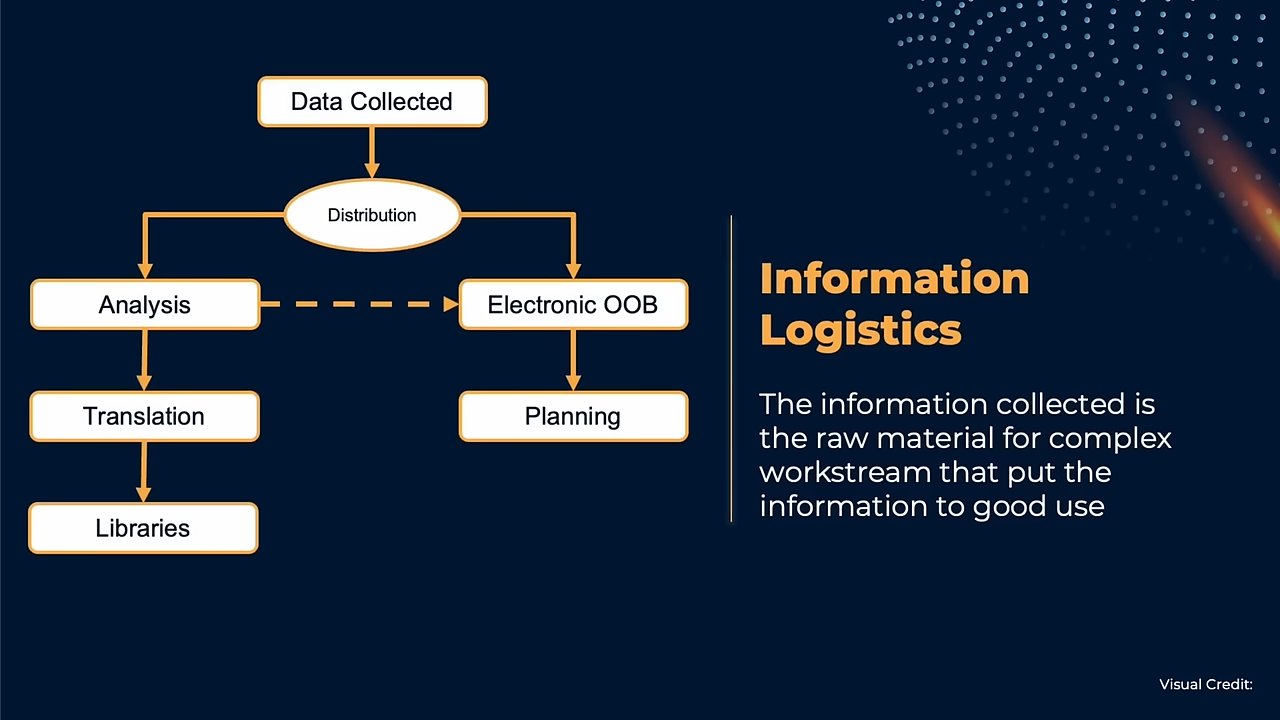 Data Collected
Distribution
Analysis
Electronic OOB
Translation
Planning
Libraries
Information
Logistics
The information collected is
the raw material for complex
workstream that put the
information to good use
Visual Credit: